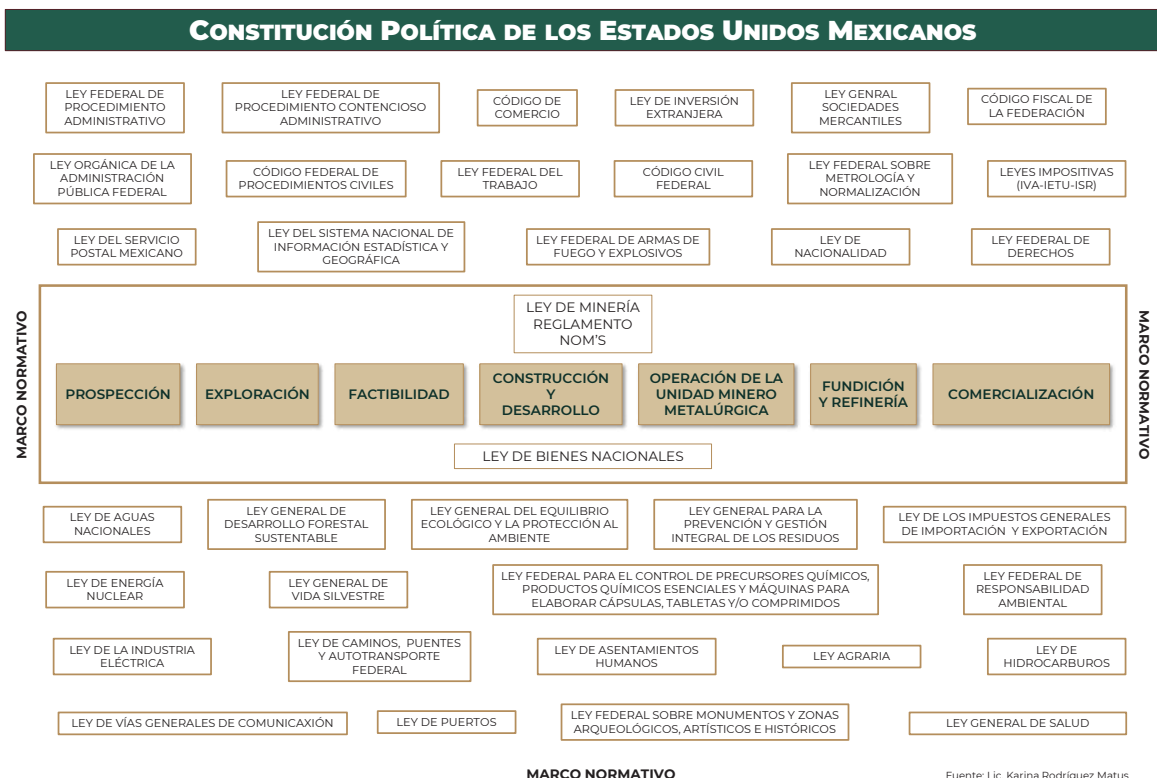 CONSTITUCIÓN POLÍTICA DE LOS ESTADOS UNIDOS MEXICANOS
LEY FEDERAL DE
PROCEDIMIENTO
ADMINISTRATIVO
LEY FEDERAL DE
PROCEDIMIENTO CONTENCIOSO
ADMINISTRATIVO
CÓDIGO DE
COMERCIO
LEY DE INVERSIÓN
EXTRANJERA
LEY GENRAL
SOCIEDADES
MERCANTILES
CÓDIGO FISCAL DE
LA FEDERACIÓN
LEY ORGÁNICA DE LA
ADMINISTRACIÓN
PÚBLICA FEDERAL
CÓDIGO FEDERAL DE
PROCEDIMIENTOS CIVILES
LEY FEDERAL DEL
TRABAJO
CÓDIGO CIVIL
FEDERAL
LEY FEDERAL SOBRE
METROLOGÍA Y
NORMALIZACIÓN
LEYES IMPOSITIVAS
(IVA-IETU-ISR)
LEY DEL SERVICIO
POSTAL MEXICANO
LEY DEL SISTEMA NACIONAL DE
INFORMACIÓN ESTADÍSTICA Y
GEOGRÁFICA
LEY FEDERAL DE ARMAS DE
FUEGO Y EXPLOSIVOS
LEY DE
NACIONALIDAD
LEY FEDERAL DE
DERECHOS
MARCO NORMATIVO
LEY DE MINERÍA
REGLAMENTO
NOM'S
PROSPECCIÓN
EXPLORACIÓN
FACTIBILIDAD
CONSTRUCCIÓN
Y
DESARROLLO
OPERACIÓN DE LA
UNIDAD MINERO
METALÚRGICA
FUNDICIÓN
Y REFINERÍA
COMERCIALIZACIÓN
LEY DE BIENES NACIONALES
MARCO NORMATIVO
LEY DE AGUAS
NACIONALES
LEY GENERAL DE
DESARROLLO FORESTAL
SUSTENTABLE
LEY GENERAL DEL EQUILIBRIO
ECOLÓGICO Y LA PROTECCIÓN AL
AMBIENTE
LEY GENERAL PARA LA
PREVENCIÓN Y GESTIÓN
INTEGRAL DE LOS RESIDUOS
LEY DE LOS IMPUESTOS GENERALES
DE IMPORTACIÓN Y EXPORTACIÓN
LEY DE ENERGÍA
NUCLEAR
LEY GENERAL DE
VIDA SILVESTRE
LEY FEDERAL PARA EL CONTROL DE PRECURSORES QUÍMICOS,
PRODUCTOS QUÍMICOS ESENCIALES Y MÁQUINAS PARA
ELABORAR CÁPSULAS, TABLETAS Y/O COMPRIMIDOS
LEY FEDERAL DE
RESPONSABILIDAD
AMBIENTAL
LEY DE LA INDUSTRIA
ELÉCTRICA
LEY DE CAMINOS, PUENTES
Y AUTOTRANSPORTE
FEDERAL
LEY DE ASENTAMIENTOS
HUMANOS
LEY AGRARIA
LEY DE
HIDROCARBUROS
LEY DE VÍAS GENERALES DE COMUNICAXIÓN
LEY DE PUERTOS
LEY FEDERAL SOBRE MONUMENTOS Y ZONAS
ARQUEOLÓGICOS, ARTÍSTICOS E HISTÓRICOS
LEY GENERAL DE SALUD
MARCO NORMATIVO
Fuente: Lic. Karina Rodríguez Matus